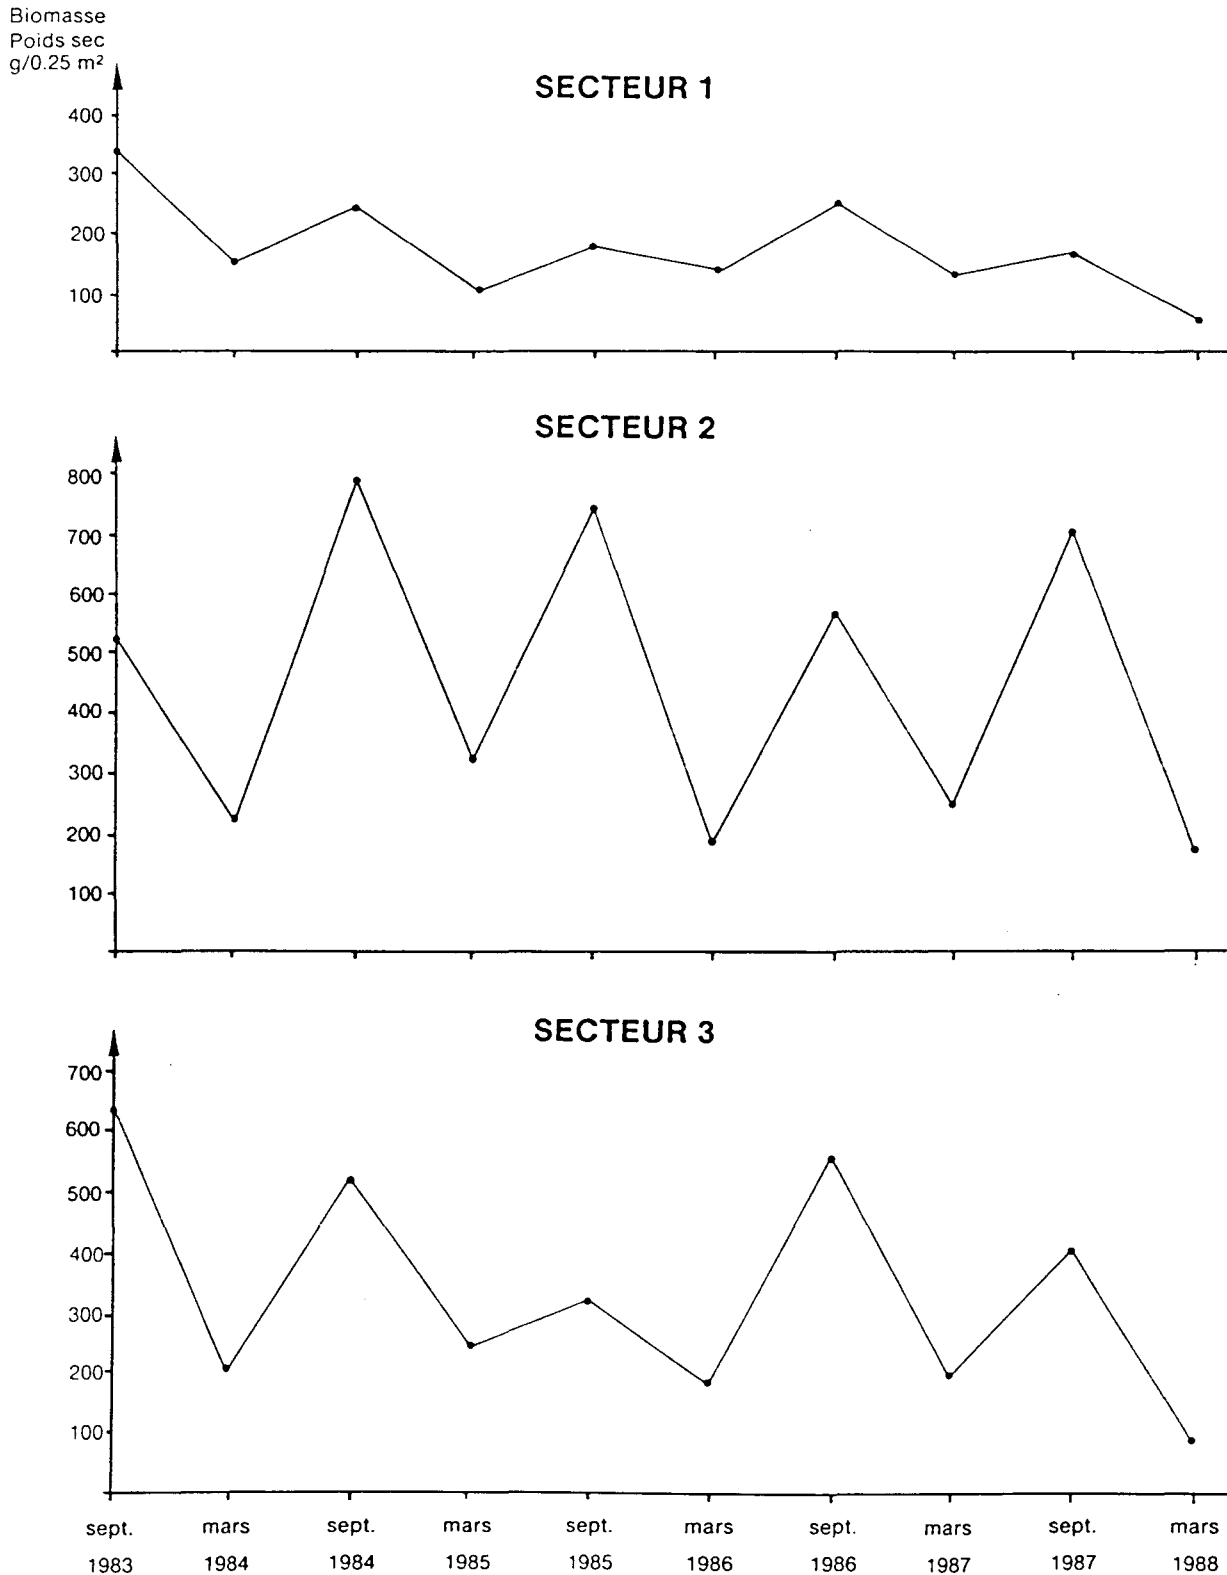 Biomasse
Poids sec
g/0.25 m²
SECTEUR 1
400
300
200
100
SECTEUR 2
800
700
600
500
400
300
200
100
SECTEUR 3
700
600
500
400
300
200
100
sept. mars sept. mars sept. mars sept. mars sept. mars
1983 1984 1984 1985 1985 1986 1986 1987 1987 1988